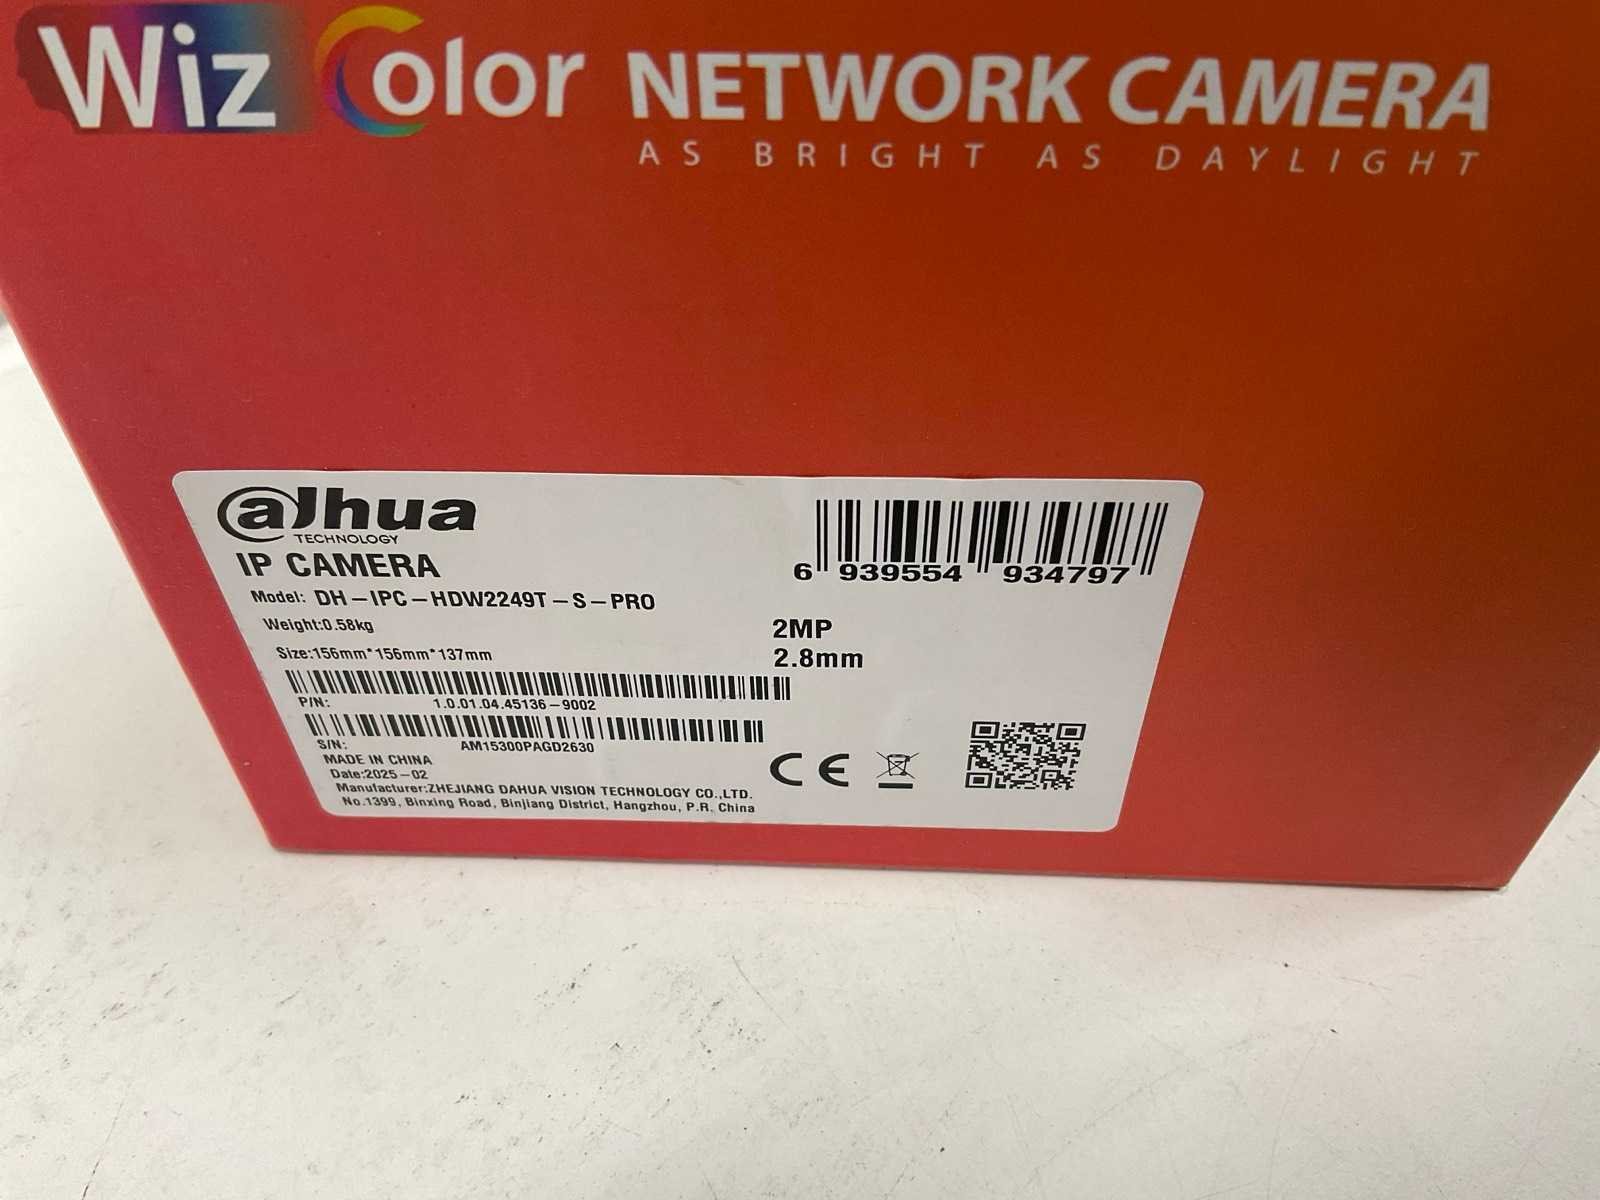 Wiz Color NETWORK CAMERA
AS BRIGHT AS DAYLIGHT
alhua
TECHNOLOGY
IP CAMERA
Model: DH-IPC-HDW2249T-S-PRO
Weight:0.58kg
Size:156mm*156mm*137mm
6 939554 934797
2MP
2.8mm
P/N: 1.0.01.04.45136-9002
S/N: AM15300PAGD2630
MADE IN CHINA
Date:2025-02
Manufacturer:ZHEJIANG DAHUA VISION TECHNOLOGY CO.,LTD.
No.1399, Binxing Road, Binjiang District, Hangzhou, P.R. China
CE